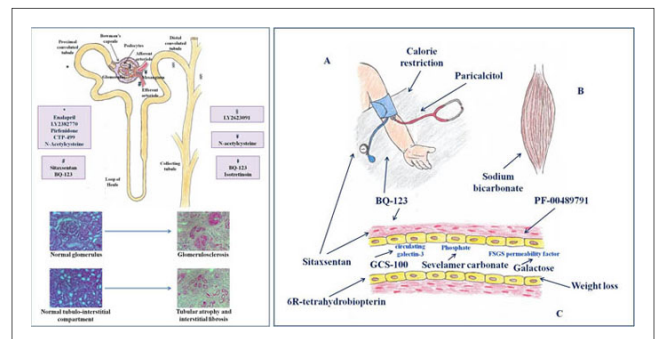 Proximal
convoluted
tubule
Bowman's
capsule
Podocytes
Afferent
arteriole
Distal
convoluted
tubule
Glomerulus
Efferent
arteriole
*
Enalapril
LY2382770
Pirfenidone
CTP-499
N-Acetylcysteine
#
Sitaxsentan
BQ-123
§
LY2623091
¥
N-acetylcysteine
BQ-123
Isotretinoin
Loop of
Henle
Collecting
tubule
Normal glomerulus
Glomerulosclerosis
Normal tubulo-interstitial
compartment
Tubular atrophy and
interstitial fibrosis
A
Calorie
restriction
Paricalcitol
B
Sodium
bicarbonate
BQ-123
PF-00489791
Sitaxsentan
circulating
galectin-3
Phosphate
FSGS permeability factor
GCS-100
Sevelamer carbonate
Galactose
6R-tetrahydrobiopterin
Weight loss
C